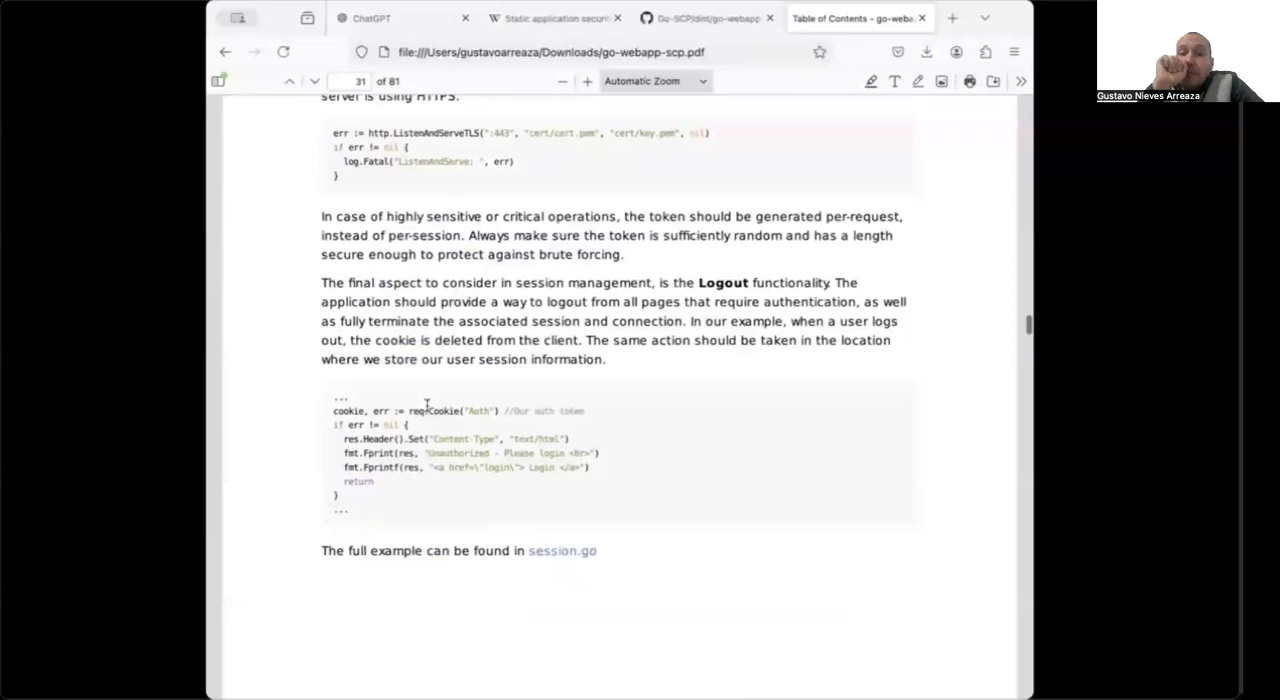 ChatGPT
Static application securi
Go-SCP/dist/go-webapp
Table of Contents - go-weba
file:///Users/gustavoarreaza/Downloads/go-webapp-scp.pdf
31 of 81
Automatic Zoom
Gustavo Nieves Arreaza
server is using HTTPS.
err := http.ListenAndServeTLS(":443", "cert/cert.pem", "cert/key.pem", nil)
if err != nil {
log.Fatal("ListenAndServe: ", err)
}
In case of highly sensitive or critical operations, the token should be generated per-request,
instead of per-session. Always make sure the token is sufficiently random and has a length
secure enough to protect against brute forcing.
The final aspect to consider in session management, is the Logout functionality. The
application should provide a way to logout from all pages that require authentication, as well
as fully terminate the associated session and connection. In our example, when a user logs
out, the cookie is deleted from the client. The same action should be taken in the location
where we store our user session information.
...
cookie, err := req.Cookie("Auth") //Our auth token
if err != nil {
res.Header().Set("Content-Type", "text/html")
fmt.Fprint(res, "Unauthorized - Please login <br>")
fmt.Fprintf(res, "<a href=\"login\"> Login </a>")
return
}
...
The full example can be found in session.go